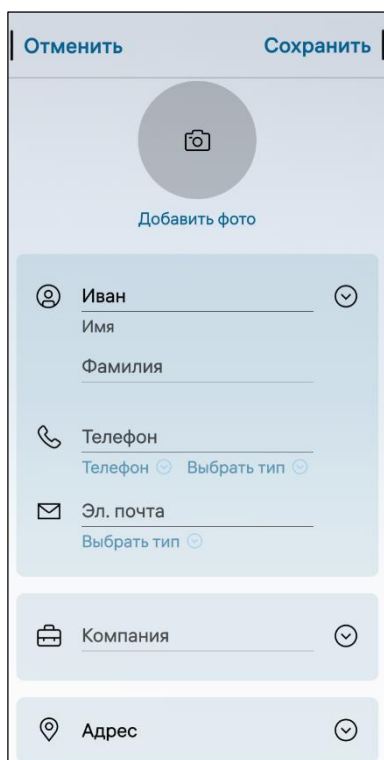 Отменить Сохранить
Добавить фото
Иван
Имя
Фамилия
Телефон
Телефон Выбрать тип
Эл. почта
Выбрать тип
Компания
Адрес